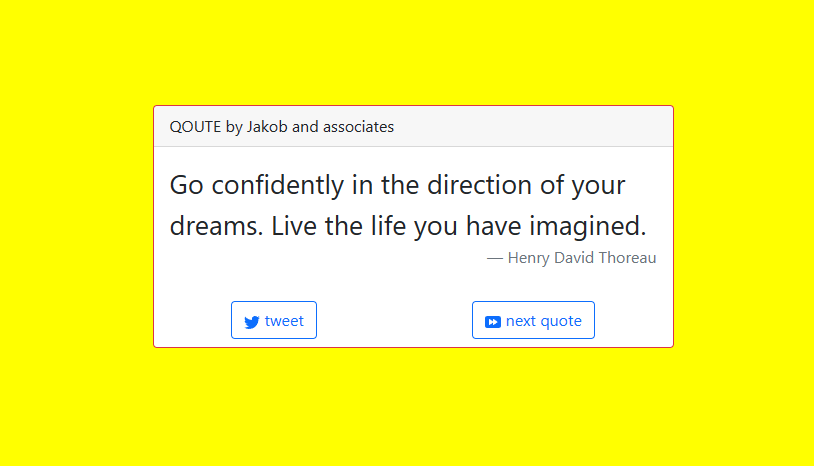 QOUTE by Jakob and associates
Go confidently in the direction of your
dreams. Live the life you have imagined.
— Henry David Thoreau
tweet
next quote